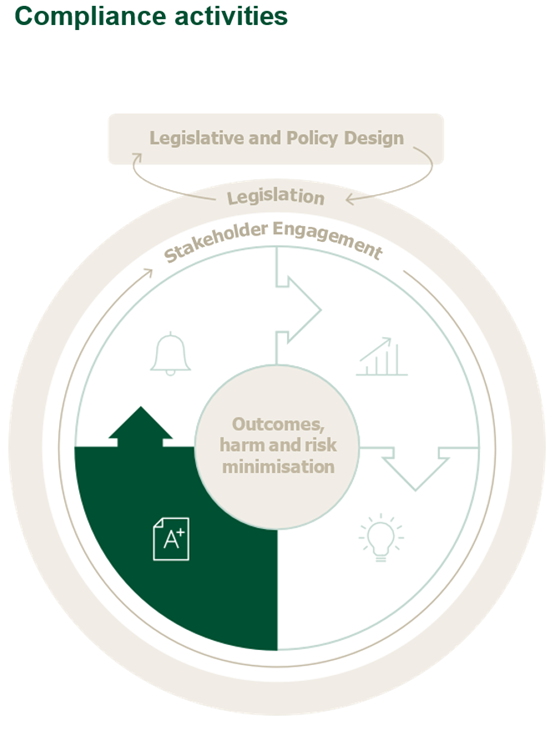 Compliance activities
Legislative and Policy Design
Legislation
Stakeholder Engagement
Outcomes,
harm and risk
minimisation
A+